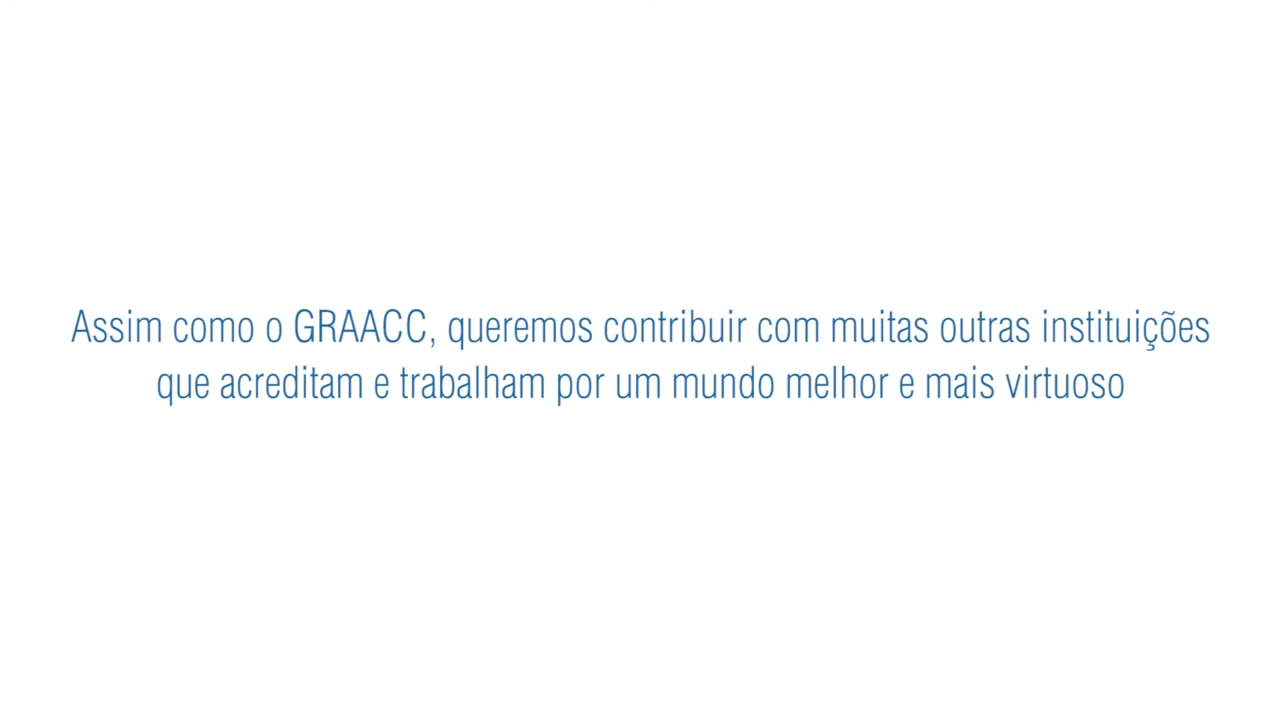 Assim como o GRAACC, queremos contribuir com muitas outras instituições
que acreditam e trabalham por um mundo melhor e mais virtuoso